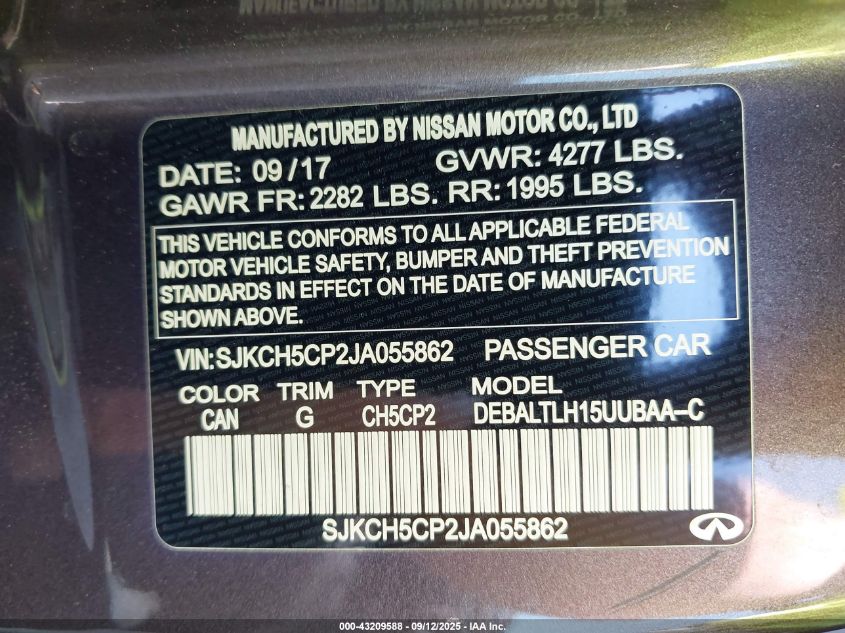 MANUFACTURED BY NISSAN MOTOR CO., LTD
DATE: 09/17 GVWR: 4277 LBS.
GAWR FR: 2282 LBS. RR: 1995 LBS.
THIS VEHICLE CONFORMS TO ALL APPLICABLE FEDERAL
MOTOR VEHICLE SAFETY, BUMPER AND THEFT PREVENTION
STANDARDS IN EFFECT ON THE DATE OF MANUFACTURE
SHOWN ABOVE.
VIN: SJKCH5CP2JA055862 PASSENGER CAR
COLOR TRIM TYPE MODEL
CAN G CH5CP2 DEBALTLH15UUBAA-C
SJKCH5CP2JA055862
000-43209588 - 09/12/2025 - IAA Inc.